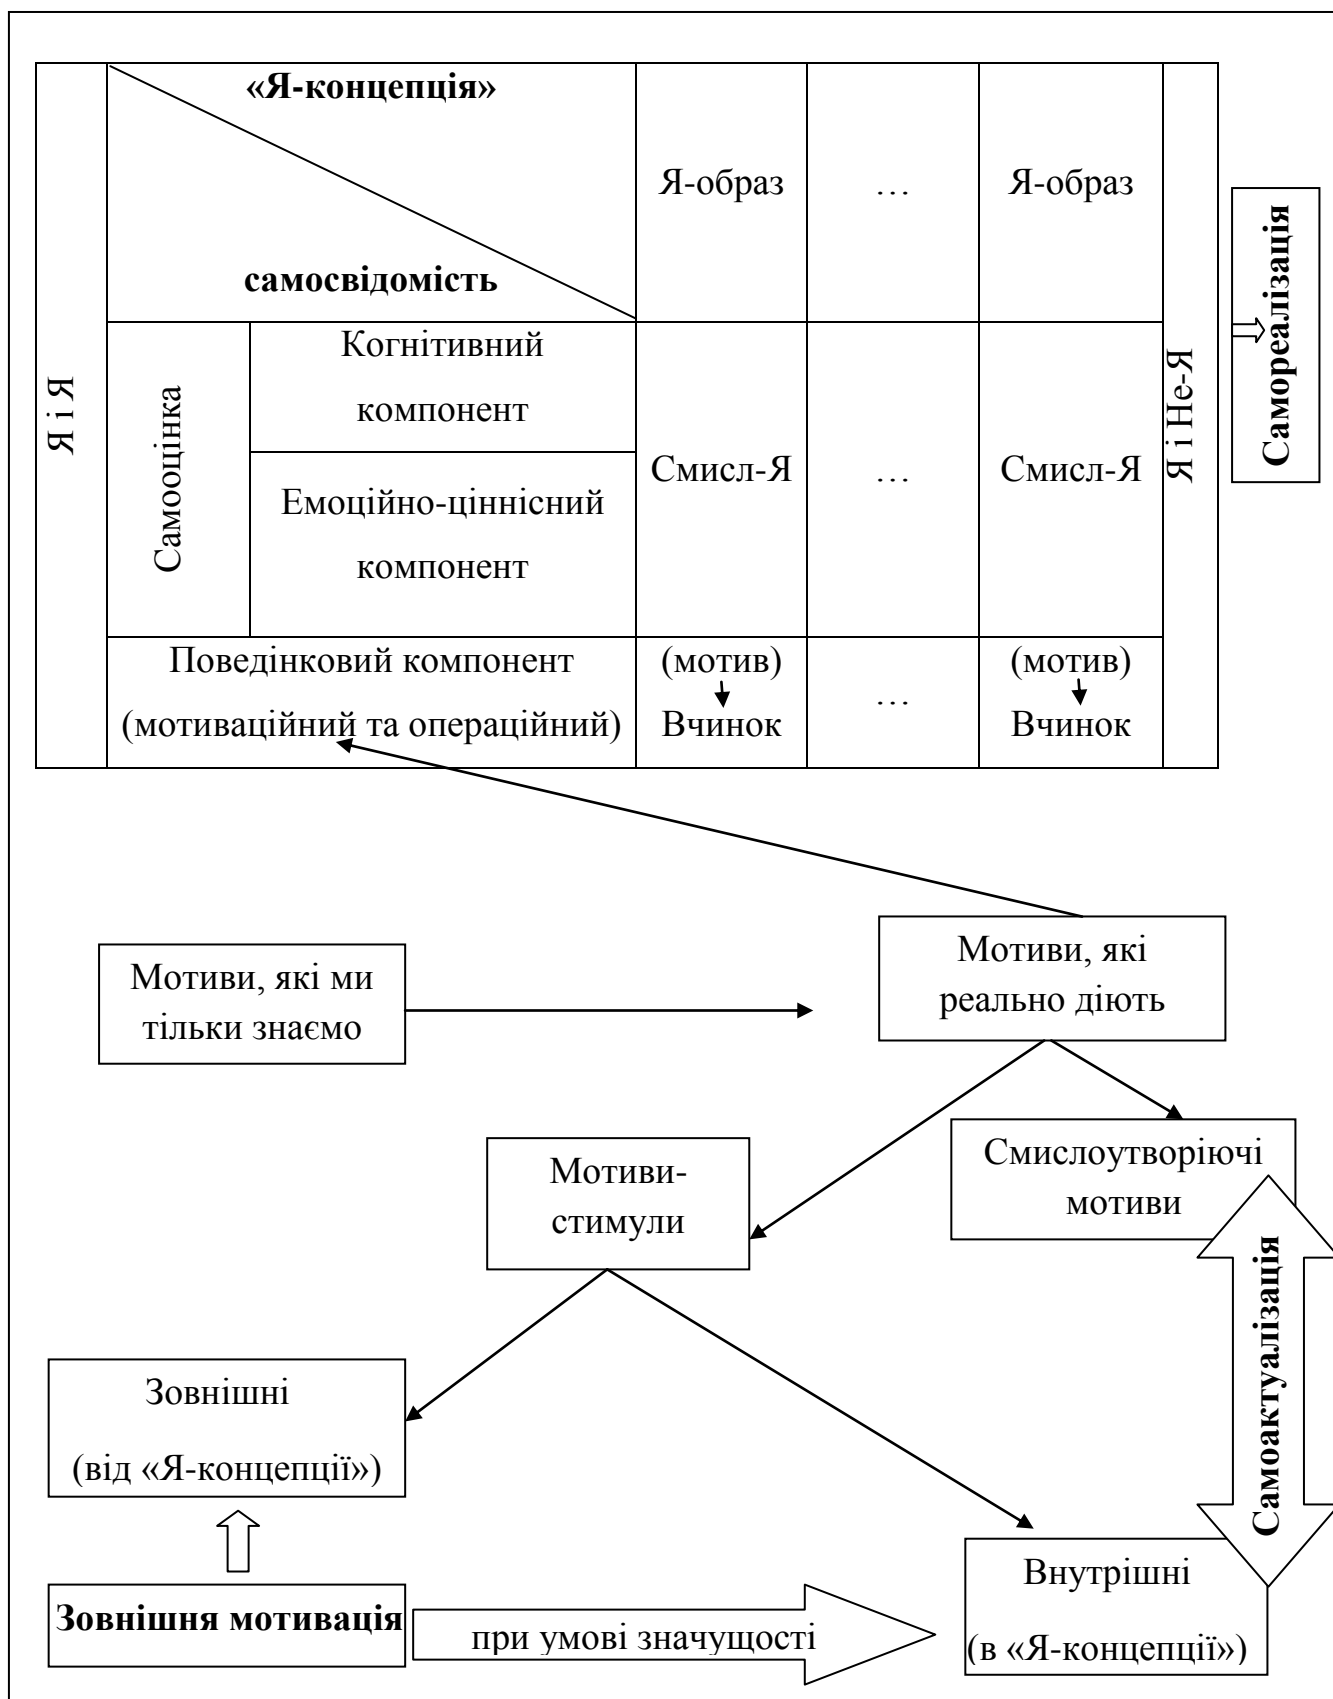 «Я-концепція»
самосвідомість
Я-образ
…
Я-образ
Я і Я
Самооцінка
Когнітивний
компонент
Емоційно-ціннісний
компонент
Смисл-Я
…
Смисл-Я
Я і Не-Я
Самореалізація
Поведінковий компонент
(мотиваційний та операційний)
(мотив)
Вчинок
…
(мотив)
Вчинок
Мотиви, які ми
тільки знаємо
Мотиви, які
реально діють
Мотиви-
стимули
Смислоутворіючі
мотиви
Самоактуалізація
Зовнішні
(від «Я-концепції»)
Внутрішні
(в «Я-концепції»)
Зовнішня мотивація
при умові значущості